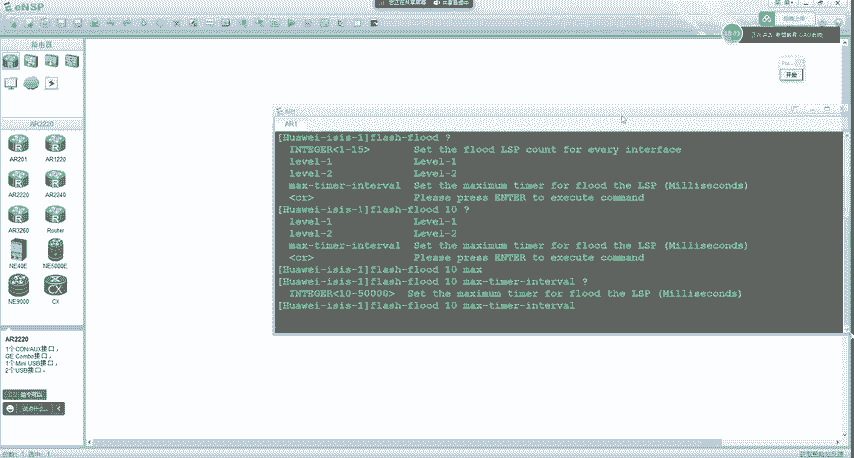 eNSP
路由器
AR2220
AR201
AR1220
AR2220
AR2240
AR3260
Router
NE40E
NE5000E
NE9000
CX
AR2220
1个CON/AUX接口，
GE Combo接口，
1个Mini USB接口，
2个USB接口。
开始
AR1
[Huawei-isis-1]flash-flood ?
INTEGER<1-15> Set the flood LSP count for every interface
level-1 Level-1
level-2 Level-2
max-timer-interval Set the maximum timer for flood the LSP (Milliseconds)
<cr> Please press ENTER to execute command
[Huawei-isis-1]flash-flood 10 ?
level-1 Level-1
level-2 Level-2
max-timer-interval Set the maximum timer for flood the LSP (Milliseconds)
<cr> Please press ENTER to execute command
[Huawei-isis-1]flash-flood 10 max
[Huawei-isis-1]flash-flood 10 max-timer-interval ?
INTEGER<10-50000> Set the maximum timer for flood the LSP (Milliseconds)
[Huawei-isis-1]flash-flood 10 max-timer-interval